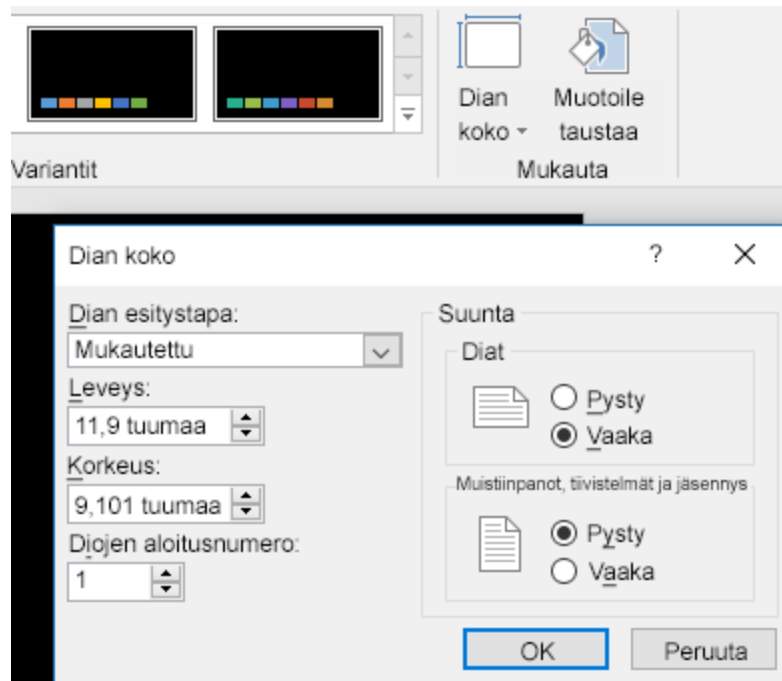 Dian
koko
Muotoile
taustaa
Variantit
Mukauta
Dian koko
?
Dian esitystapa:
Mukautettu
Leveys:
11,9 tuumaa
Korkeus:
9,101 tuumaa
Diojen aloitusnumero:
1
Suunta
Diat
Pysty
Vaaka
Muistiinpanot, tiivistelmät ja jäsennys
Pysty
Vaaka
OK
Peruuta